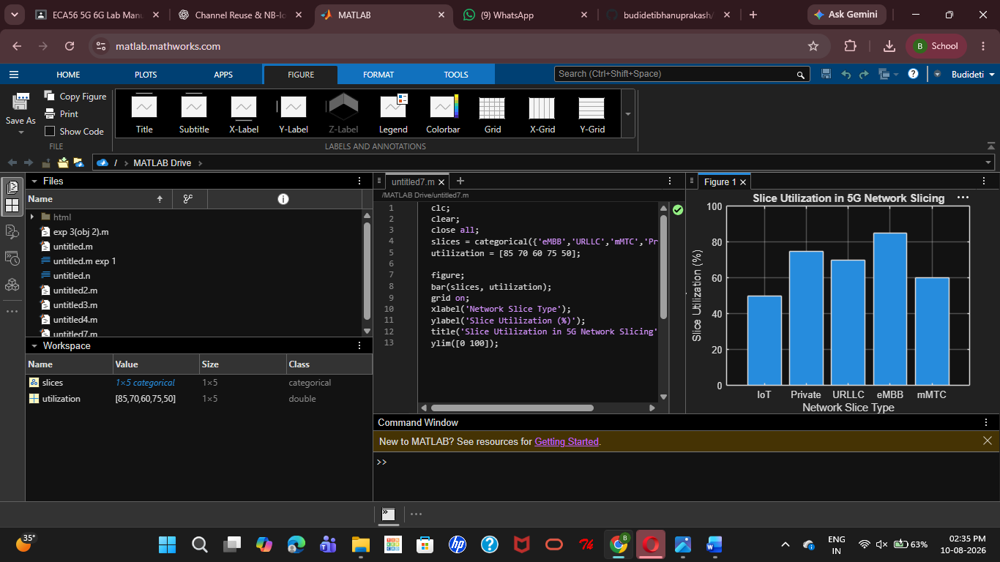 ECA56 5G 6G Lab Manu
Channel Reuse & NB-Io
MATLAB
(9) WhatsApp
budidetibhanuprakash/
Ask Gemini
matlab.mathworks.com
B
School
HOME
PLOTS
APPS
FIGURE
FORMAT
TOOLS
Search (Ctrl+Shift+Space)
Budideti
Save As
Copy Figure
Print
Show Code
FILE
Title
Subtitle
X-Label
Y-Label
Z-Label
Legend
Colorbar
Grid
X-Grid
Y-Grid
LABELS AND ANNOTATIONS
/
MATLAB Drive
Files
Name
html
exp 3(obj 2).m
untitled.m
untitled.m exp 1
untitled.n
untitled2.m
untitled3.m
untitled4.m
untitled7.m
Workspace
Name Value Size Class
slices 1×5 categorical 1×5 categorical
utilization [85,70,60,75,50] 1×5 double
untitled7.m
/MATLAB Drive/untitled7.m
1 clc;
2 clear;
3 close all;
4 slices = categorical({'eMBB','URLLC','mMTC','Pr
5 utilization = [85 70 60 75 50];
6
7 figure;
8 bar(slices, utilization);
9 grid on;
10 xlabel('Network Slice Type');
11 ylabel('Slice Utilization (%)');
12 title('Slice Utilization in 5G Network Slicing'
13 ylim([0 100]);
Figure 1
Slice Utilization in 5G Network Slicing
100
80
60
40
20
0
Slice Utilization (%)
IoT Private URLLC eMBB mMTC
Network Slice Type
Command Window
New to MATLAB? See resources for Getting Started.
>>
35°
B
ENG
IN
63%
02:35 PM
10-08-2026